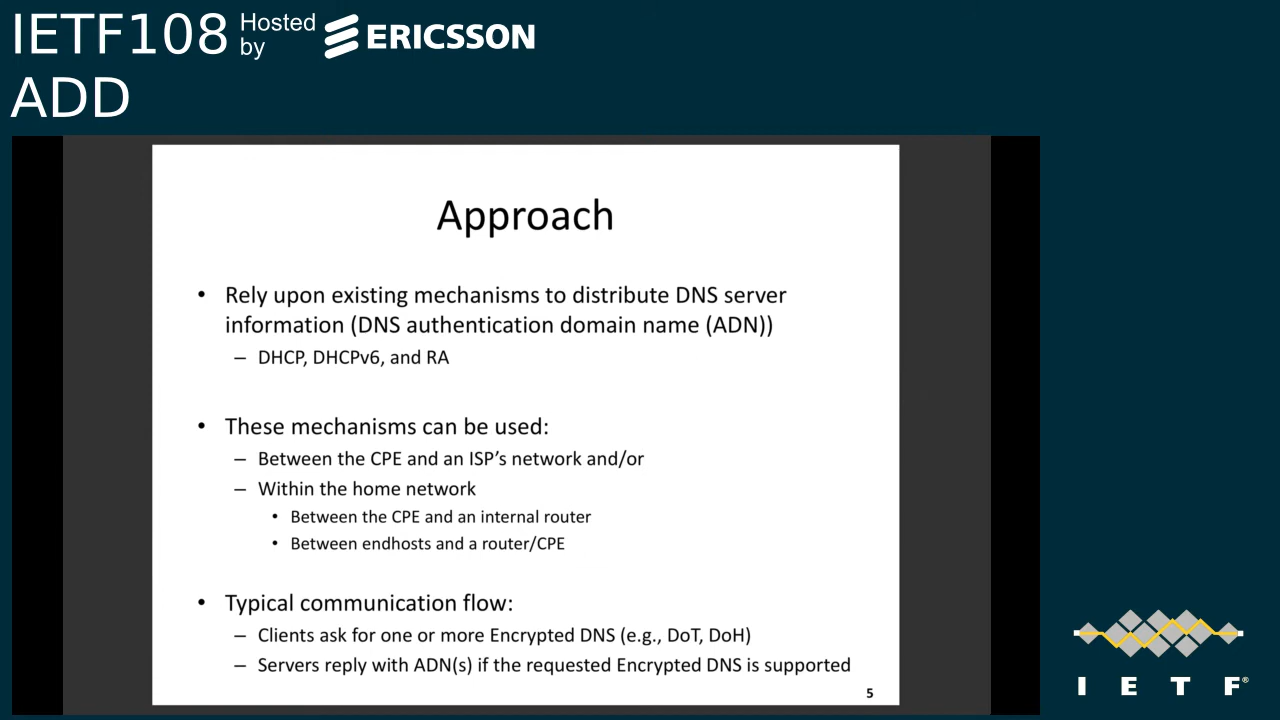 IETF108 Hosted by ERICSSON
ADD
Approach
• Rely upon existing mechanisms to distribute DNS server
information (DNS authentication domain name (ADN))
– DHCP, DHCPv6, and RA
• These mechanisms can be used:
– Between the CPE and an ISP’s network and/or
– Within the home network
• Between the CPE and an internal router
• Between endhosts and a router/CPE
• Typical communication flow:
– Clients ask for one or more Encrypted DNS (e.g., DoT, DoH)
– Servers reply with ADN(s) if the requested Encrypted DNS is supported
5
I E T F®